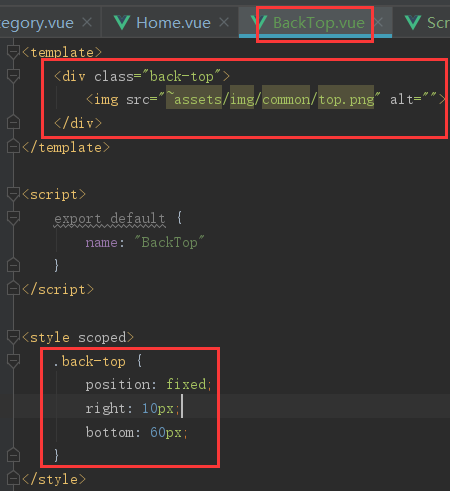 tegory.vue Home.vue BackTop.vue Scr
<template>
<div class="back-top">
<img src="~assets/img/common/top.png" alt="">
</div>
</template>
<script>
export default {
name: "BackTop"
}
</script>
<style scoped>
.back-top {
position: fixed;
right: 10px;
bottom: 60px;
}
</style>